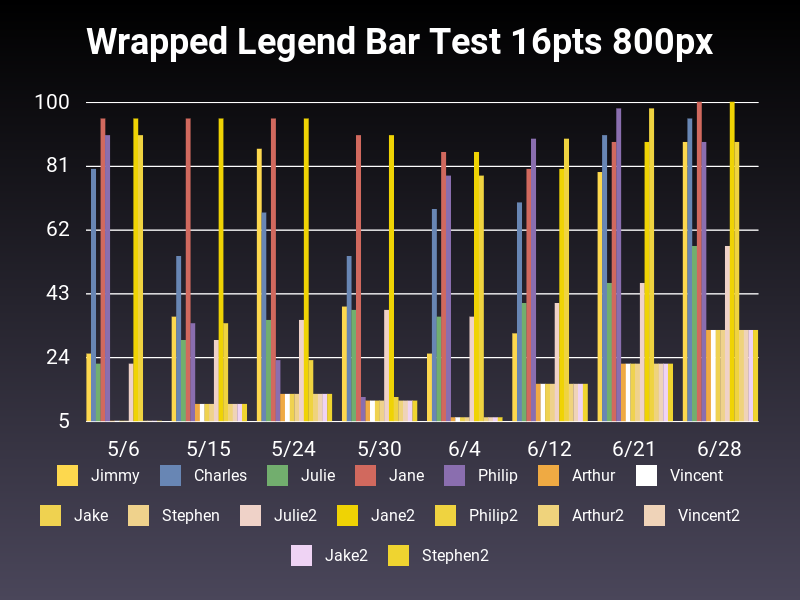 Wrapped Legend Bar Test 16pts 800px
100
81
62
43
24
5
5/6 5/15 5/24 5/30 6/4 6/12 6/21 6/28
Jimmy Charles Julie Jane Philip Arthur Vincent
Jake Stephen Julie2 Jane2 Philip2 Arthur2 Vincent2
Jake2 Stephen2